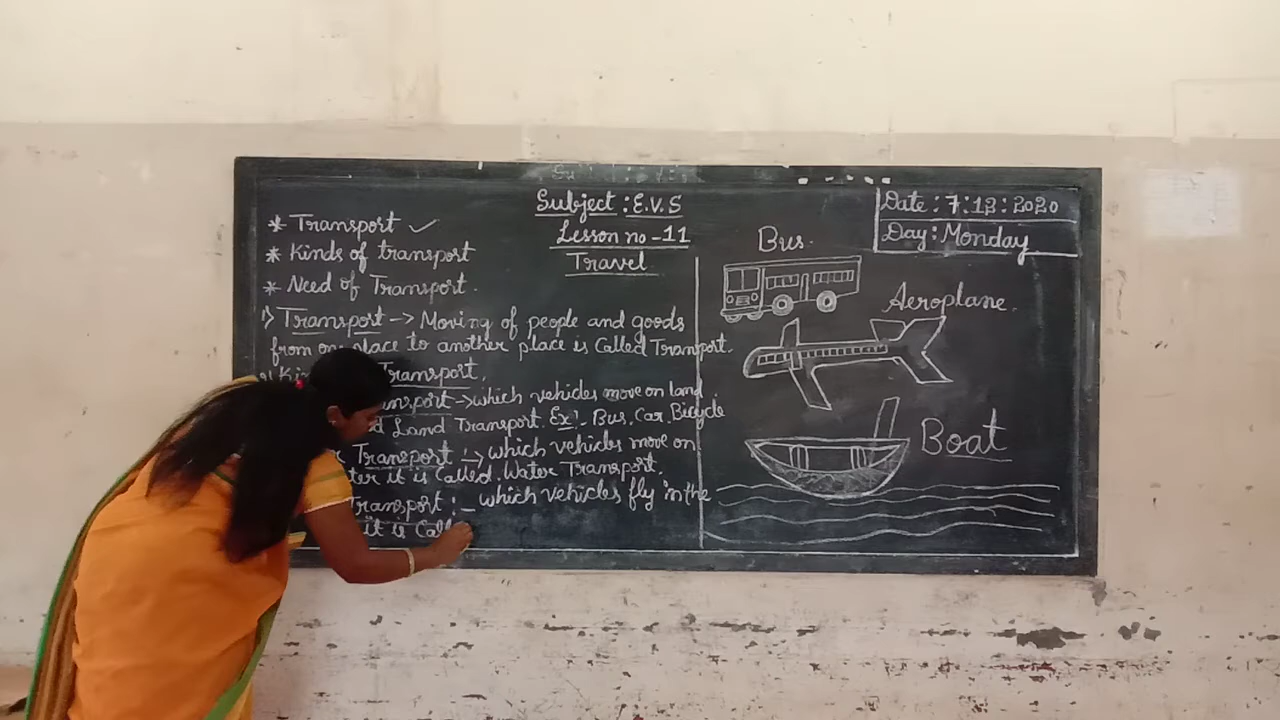 Subject : E.V.S
Lesson no - 11
Travel
Date : 7:12:2020
Day : Monday
* Transport ✓
* Kinds of transport
* Need of Transport.
1> Transport -> Moving of people and goods
from one place to another place is Called Transport.
Transport.
-> which vehicles move on land
Land Transport. Ex:- Bus, Car, Bicycle
Transport :-> which vehicles move on
it is Called Water Transport.
Transport :- which vehicles fly in the
it is
Bus.
Aeroplane.
Boat